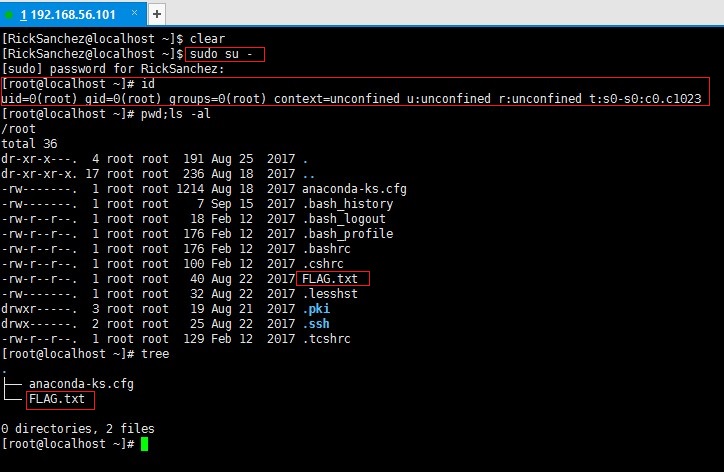 1 192.168.56.101 × +
[RickSanchez@localhost ~]$ clear
[RickSanchez@localhost ~]$ sudo su -
[sudo] password for RickSanchez:
[root@localhost ~]# id
uid=0(root) gid=0(root) groups=0(root) context=unconfined u:unconfined r:unconfined t:s0-s0:c0.c1023
[root@localhost ~]# pwd;ls -al
/root
total 36
dr-xr-x---.  4 root root  191 Aug 25  2017 .
dr-xr-xr-x. 17 root root  236 Aug 18  2017 ..
-rw-------.  1 root root 1214 Aug 18  2017 anaconda-ks.cfg
-rw-------.  1 root root    7 Sep 15  2017 .bash_history
-rw-r--r--.  1 root root   18 Feb 12  2017 .bash_logout
-rw-r--r--.  1 root root  176 Feb 12  2017 .bash_profile
-rw-r--r--.  1 root root  176 Feb 12  2017 .bashrc
-rw-r--r--.  1 root root  100 Feb 12  2017 .cshrc
-rw-r--r--.  1 root root   40 Aug 22  2017 FLAG.txt
-rw-------.  1 root root   32 Aug 22  2017 .lesshst
drwxr-----.  3 root root   19 Aug 21  2017 .pki
drwx------.  2 root root   25 Aug 22  2017 .ssh
-rw-r--r--.  1 root root  129 Feb 12  2017 .tcshrc
[root@localhost ~]# tree
.
├── anaconda-ks.cfg
└── FLAG.txt
0 directories, 2 files
[root@localhost ~]#